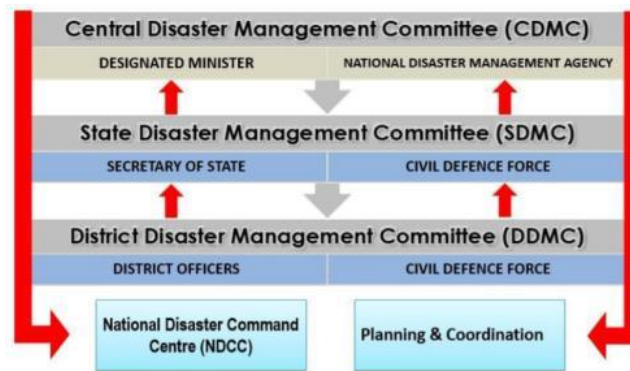 Central Disaster Management Committee (CDMC)
DESIGNATED MINISTER
NATIONAL DISASTER MANAGEMENT AGENCY
State Disaster Management Committee (SDMC)
SECRETARY OF STATE
CIVIL DEFENCE FORCE
District Disaster Management Committee (DDMC)
DISTRICT OFFICERS
CIVIL DEFENCE FORCE
National Disaster Command
Centre (NDCC)
Planning & Coordination